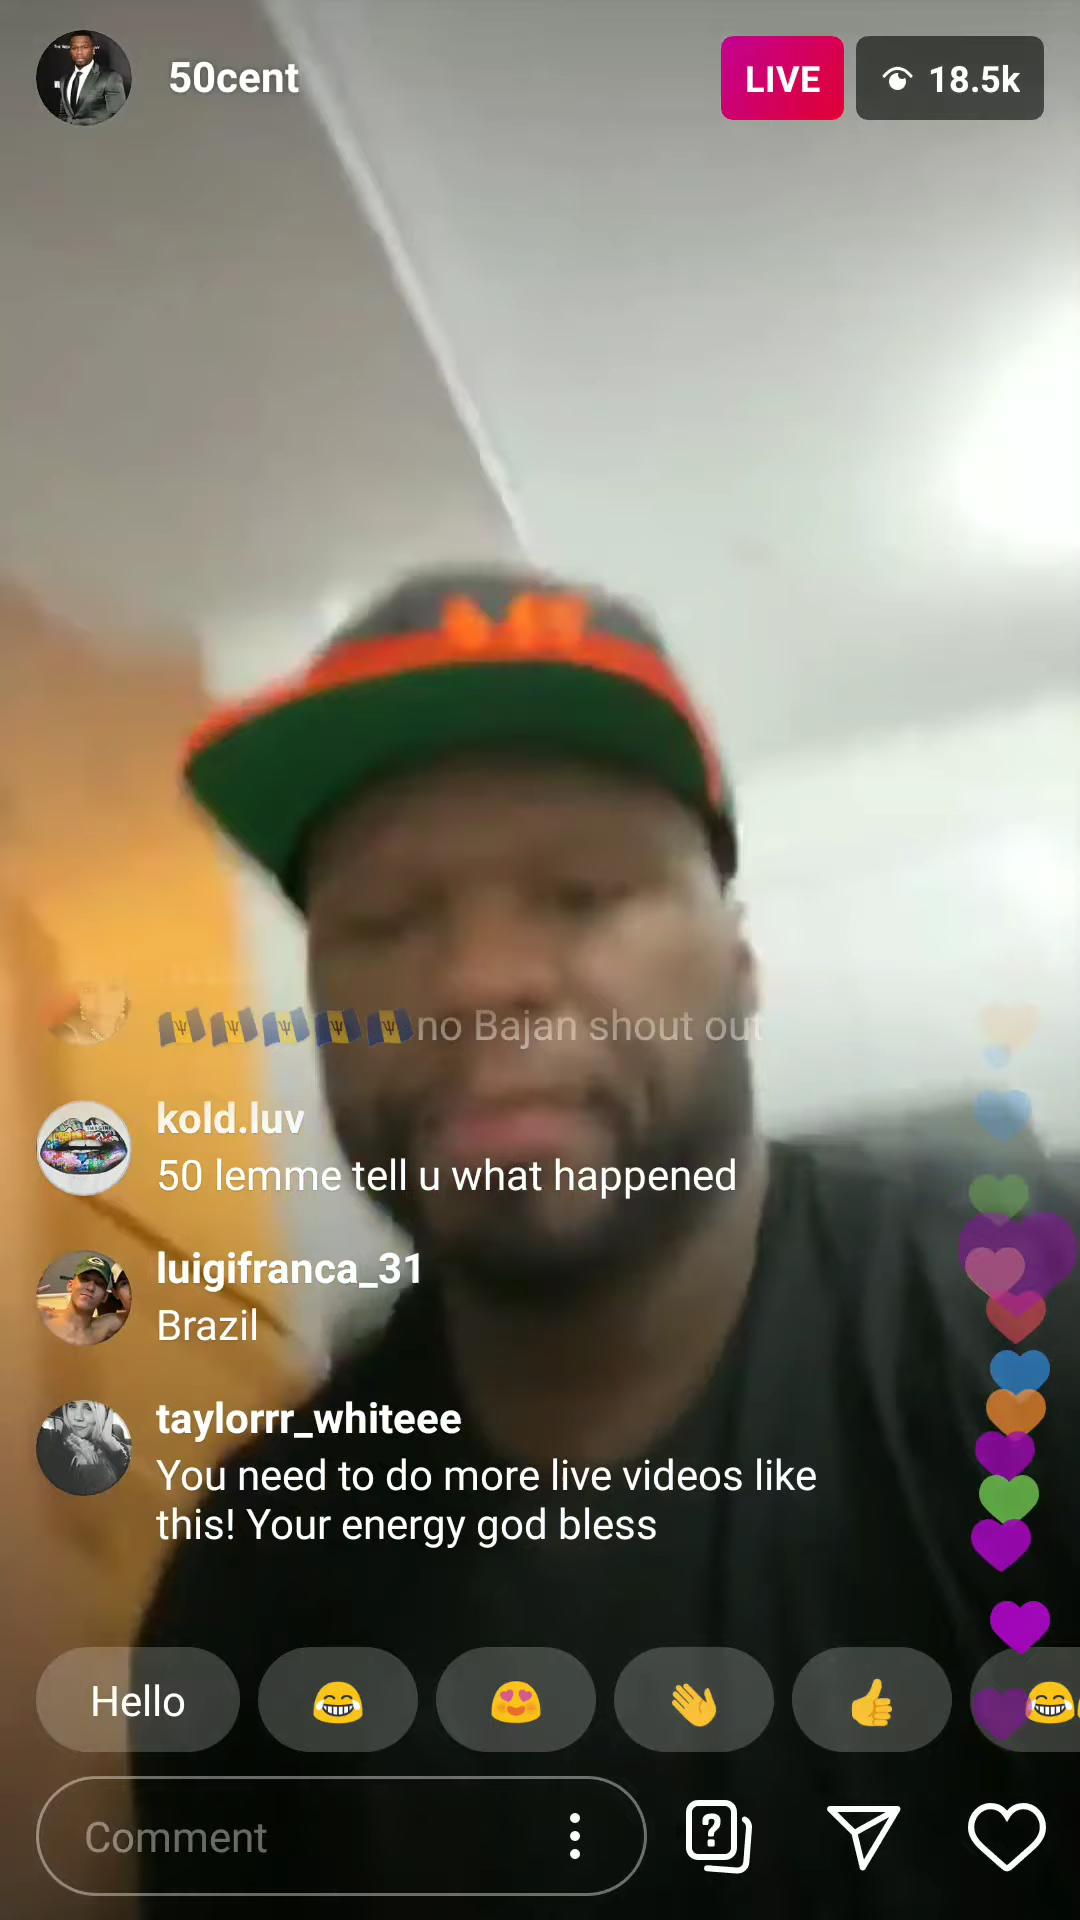 50cent
LIVE
18.5k
no Bajan shout out
kold.luv
50 lemme tell u what happened
luigifranca_31
Brazil
taylorrr_whiteee
You need to do more live videos like
this! Your energy god bless
Hello
Comment